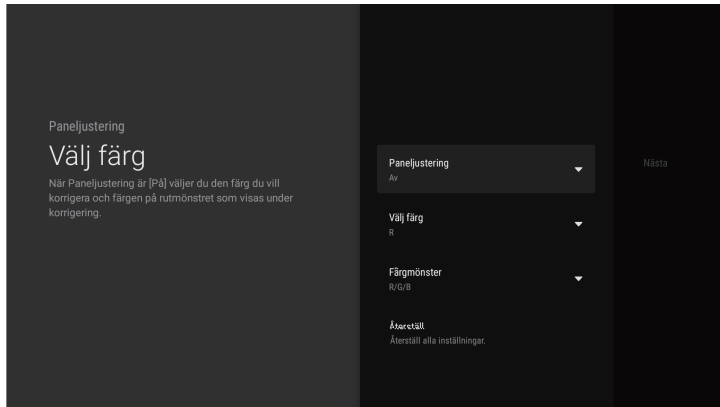 Paneljustering
Välj färg
När Paneljustering är [På] väljer du den färg du vill
korrigera och färgen på rutmönstret som visas under
korrigering.
Paneljustering
Av
Välj färg
R
Färgmönster
R/G/B
Återställ
Återställ alla inställningar.
Nästa